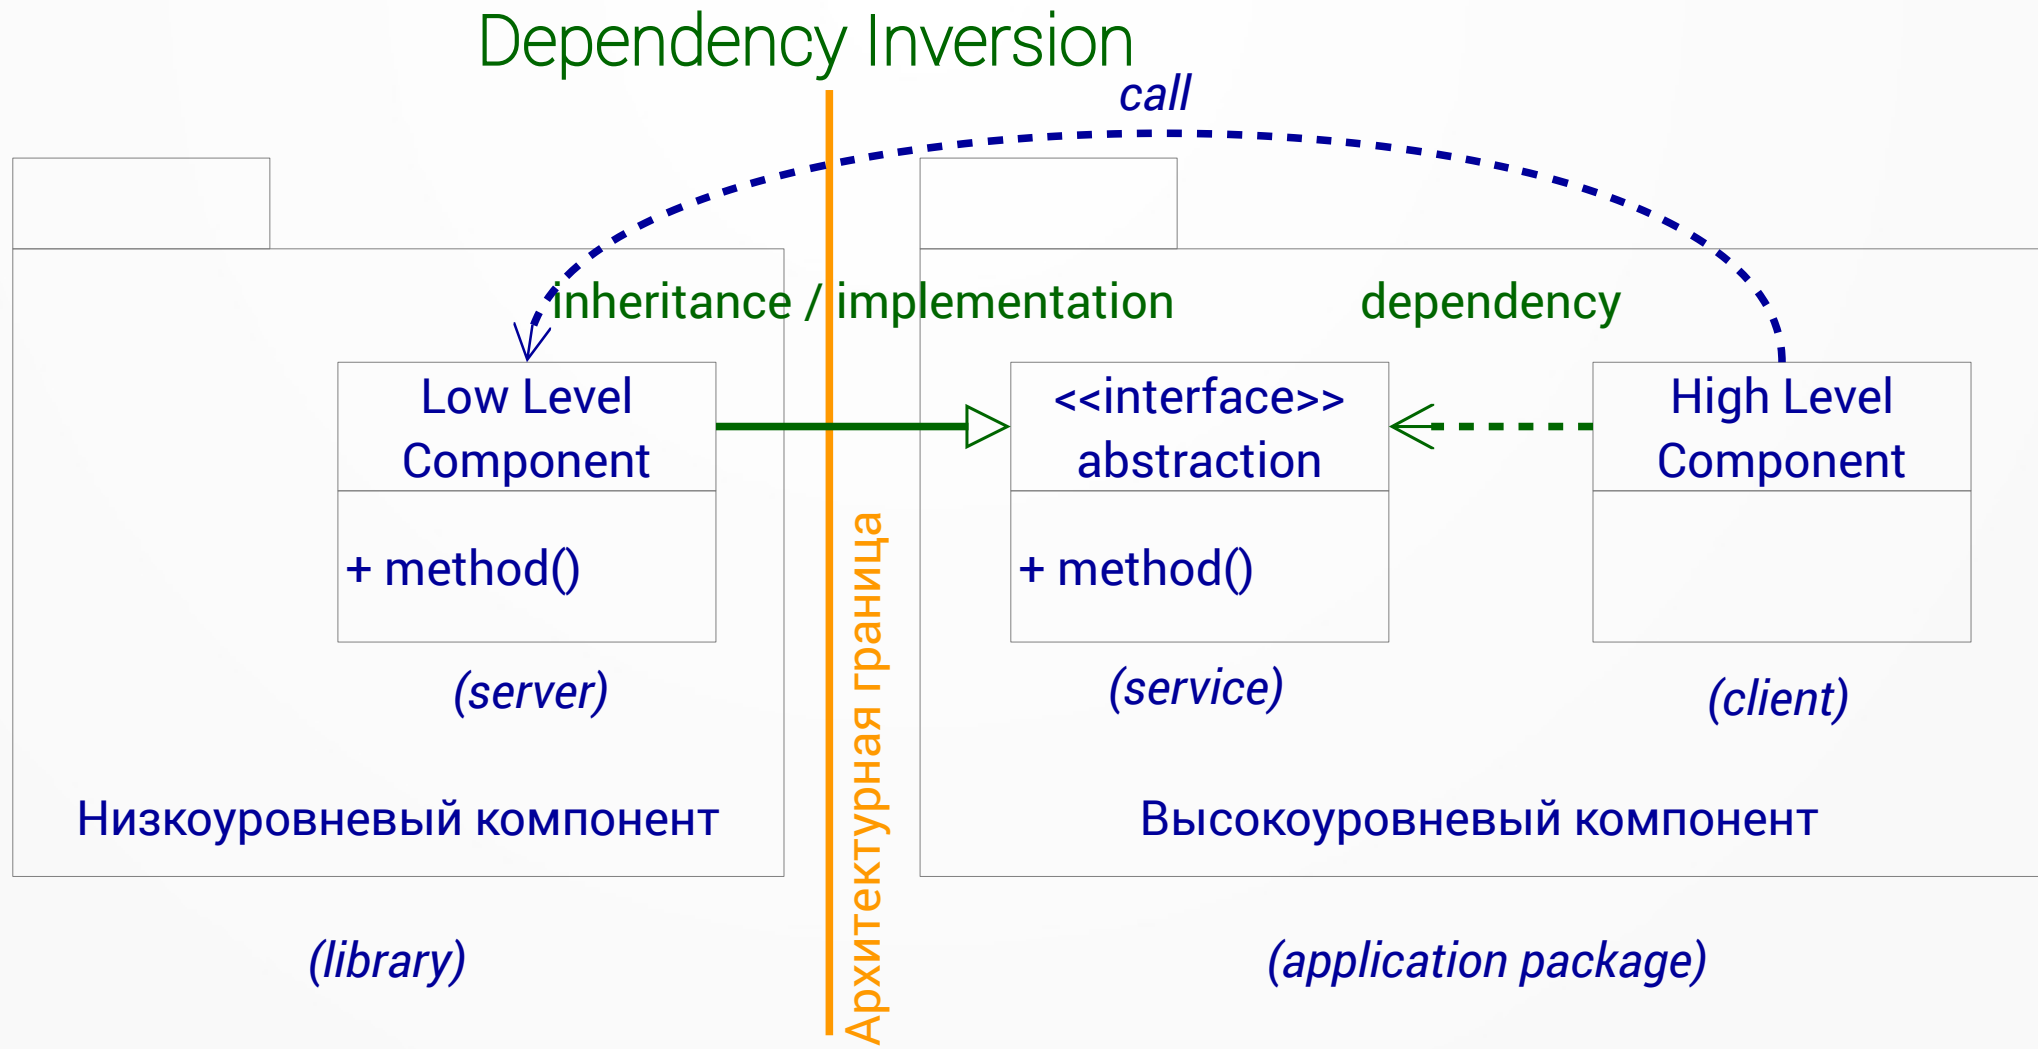 Dependency Inversion
call
inheritance / implementation
dependency
Low Level
Component
+ method()
(server)
<<interface>>
abstraction
+ method()
(service)
High Level
Component
(client)
Архитектурная граница
Низкоуровневый компонент
Высокоуровневый компонент
(library)
(application package)